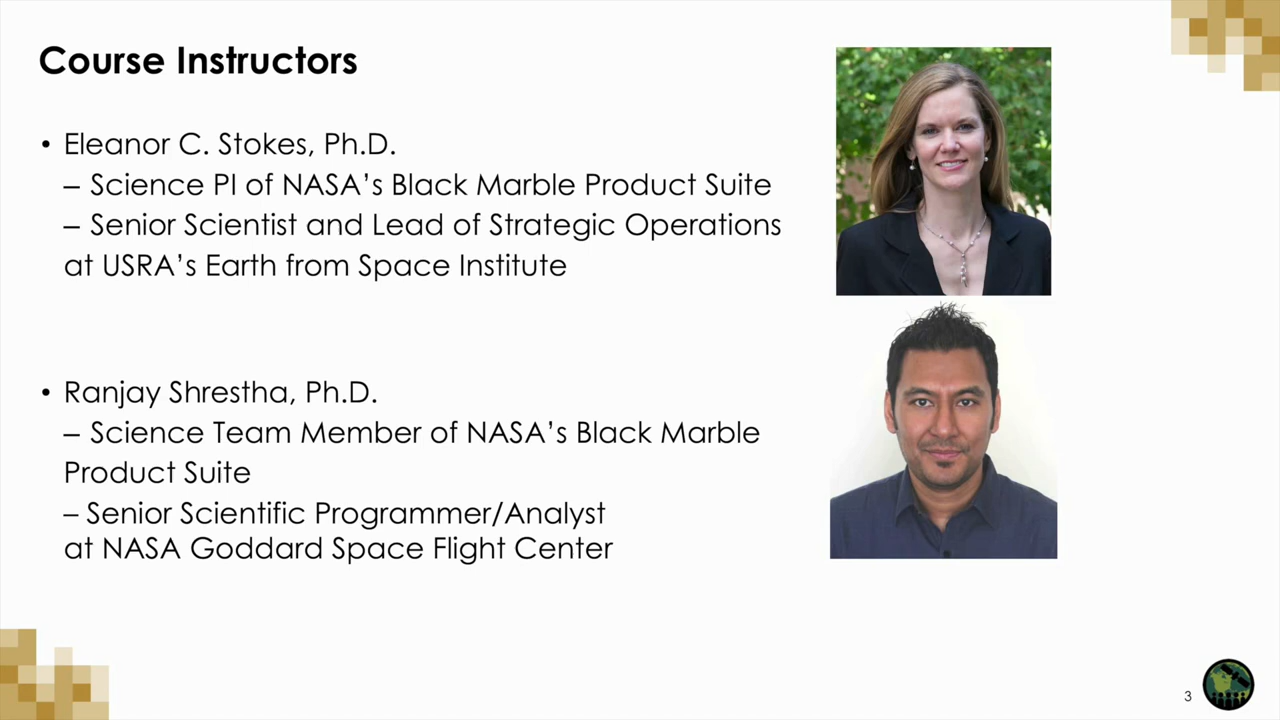 Course Instructors
• Eleanor C. Stokes, Ph.D.
– Science PI of NASA’s Black Marble Product Suite
– Senior Scientist and Lead of Strategic Operations
at USRA’s Earth from Space Institute
• Ranjay Shrestha, Ph.D.
– Science Team Member of NASA’s Black Marble
Product Suite
– Senior Scientific Programmer/Analyst
at NASA Goddard Space Flight Center
3